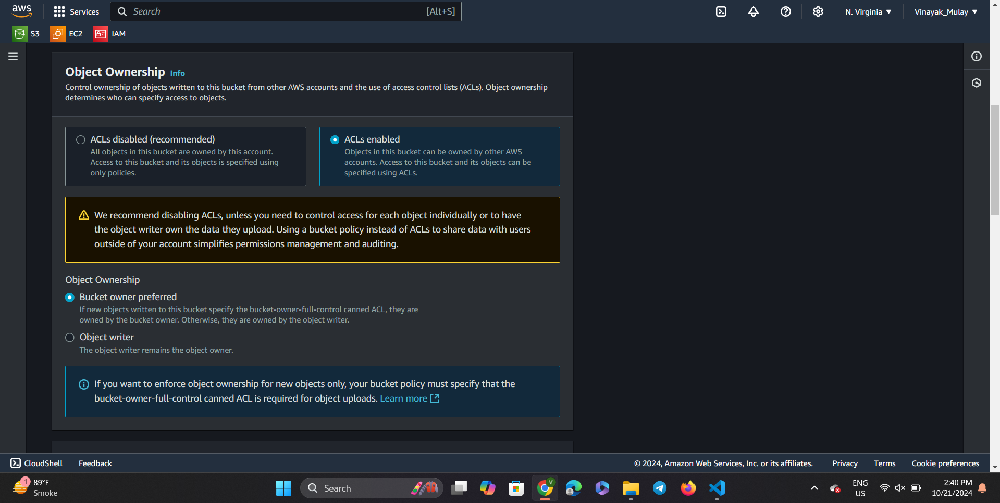 aws
Services
Search
[Alt+S]
N. Virginia
Vinayak_Mulay
S3
EC2
IAM
Object Ownership Info
Control ownership of objects written to this bucket from other AWS accounts and the use of access control lists (ACLs). Object ownership
determines who can specify access to objects.
ACLs disabled (recommended)
All objects in this bucket are owned by this account.
Access to this bucket and its objects is specified using
only policies.
ACLs enabled
Objects in this bucket can be owned by other AWS
accounts. Access to this bucket and its objects can be
specified using ACLs.
We recommend disabling ACLs, unless you need to control access for each object individually or to have
the object writer own the data they upload. Using a bucket policy instead of ACLs to share data with users
outside of your account simplifies permissions management and auditing.
Object Ownership
Bucket owner preferred
If new objects written to this bucket specify the bucket-owner-full-control canned ACL, they are
owned by the bucket owner. Otherwise, they are owned by the object writer.
Object writer
The object writer remains the object owner.
If you want to enforce object ownership for new objects only, your bucket policy must specify that the
bucket-owner-full-control canned ACL is required for object uploads. Learn more
CloudShell
Feedback
© 2024, Amazon Web Services, Inc. or its affiliates.
Privacy
Terms
Cookie preferences
1
89°F
Smoke
Search
V
ENG
US
2:40 PM
10/21/2024